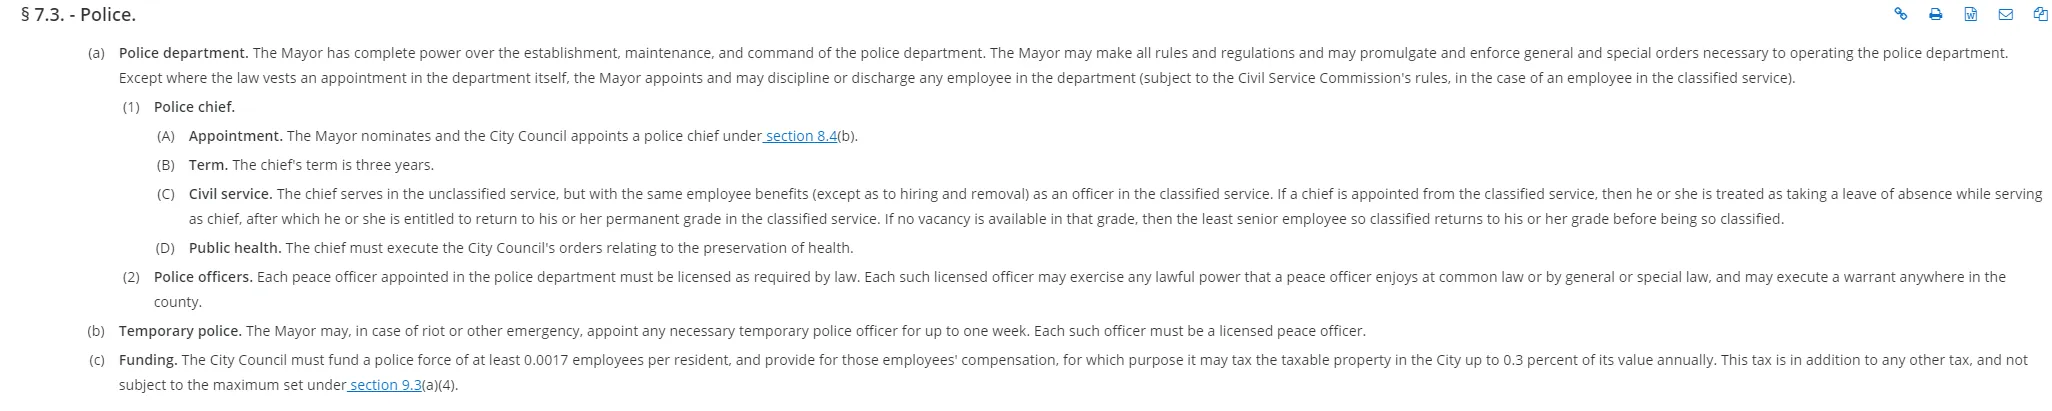 § 7.3. - Police.
(a) Police department. The Mayor has complete power over the establishment, maintenance, and command of the police department. The Mayor may make all rules and regulations and may promulgate and enforce general and special orders necessary to operating the police department.
Except where the law vests an appointment in the department itself, the Mayor appoints and may discipline or discharge any employee in the department (subject to the Civil Service Commission's rules, in the case of an employee in the classified service).
(1) Police chief.
(A) Appointment. The Mayor nominates and the City Council appoints a police chief under section 8.4(b).
(B) Term. The chief's term is three years.
(C) Civil service. The chief serves in the unclassified service, but with the same employee benefits (except as to hiring and removal) as an officer in the classified service. If a chief is appointed from the classified service, then he or she is treated as taking a leave of absence while serving
as chief, after which he or she is entitled to return to his or her permanent grade in the classified service. If no vacancy is available in that grade, then the least senior employee so classified returns to his or her grade before being so classified.
(D) Public health. The chief must execute the City Council's orders relating to the preservation of health.
(2) Police officers. Each peace officer appointed in the police department must be licensed as required by law. Each such licensed officer may exercise any lawful power that a peace officer enjoys at common law or by general or special law, and may execute a warrant anywhere in the
county.
(b) Temporary police. The Mayor may, in case of riot or other emergency, appoint any necessary temporary police officer for up to one week. Each such officer must be a licensed peace officer.
(c) Funding. The City Council must fund a police force of at least 0.0017 employees per resident, and provide for those employees' compensation, for which purpose it may tax the taxable property in the City up to 0.3 percent of its value annually. This tax is in addition to any other tax, and not
subject to the maximum set under section 9.3(a)(4).